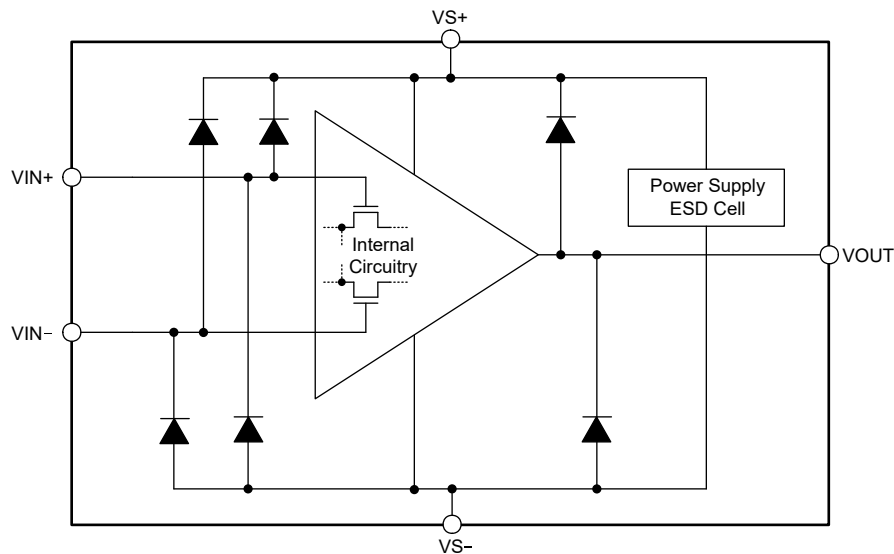 VS+
VIN+
Power Supply
ESD Cell
Internal
Circuitry
VOUT
VIN−
VS−